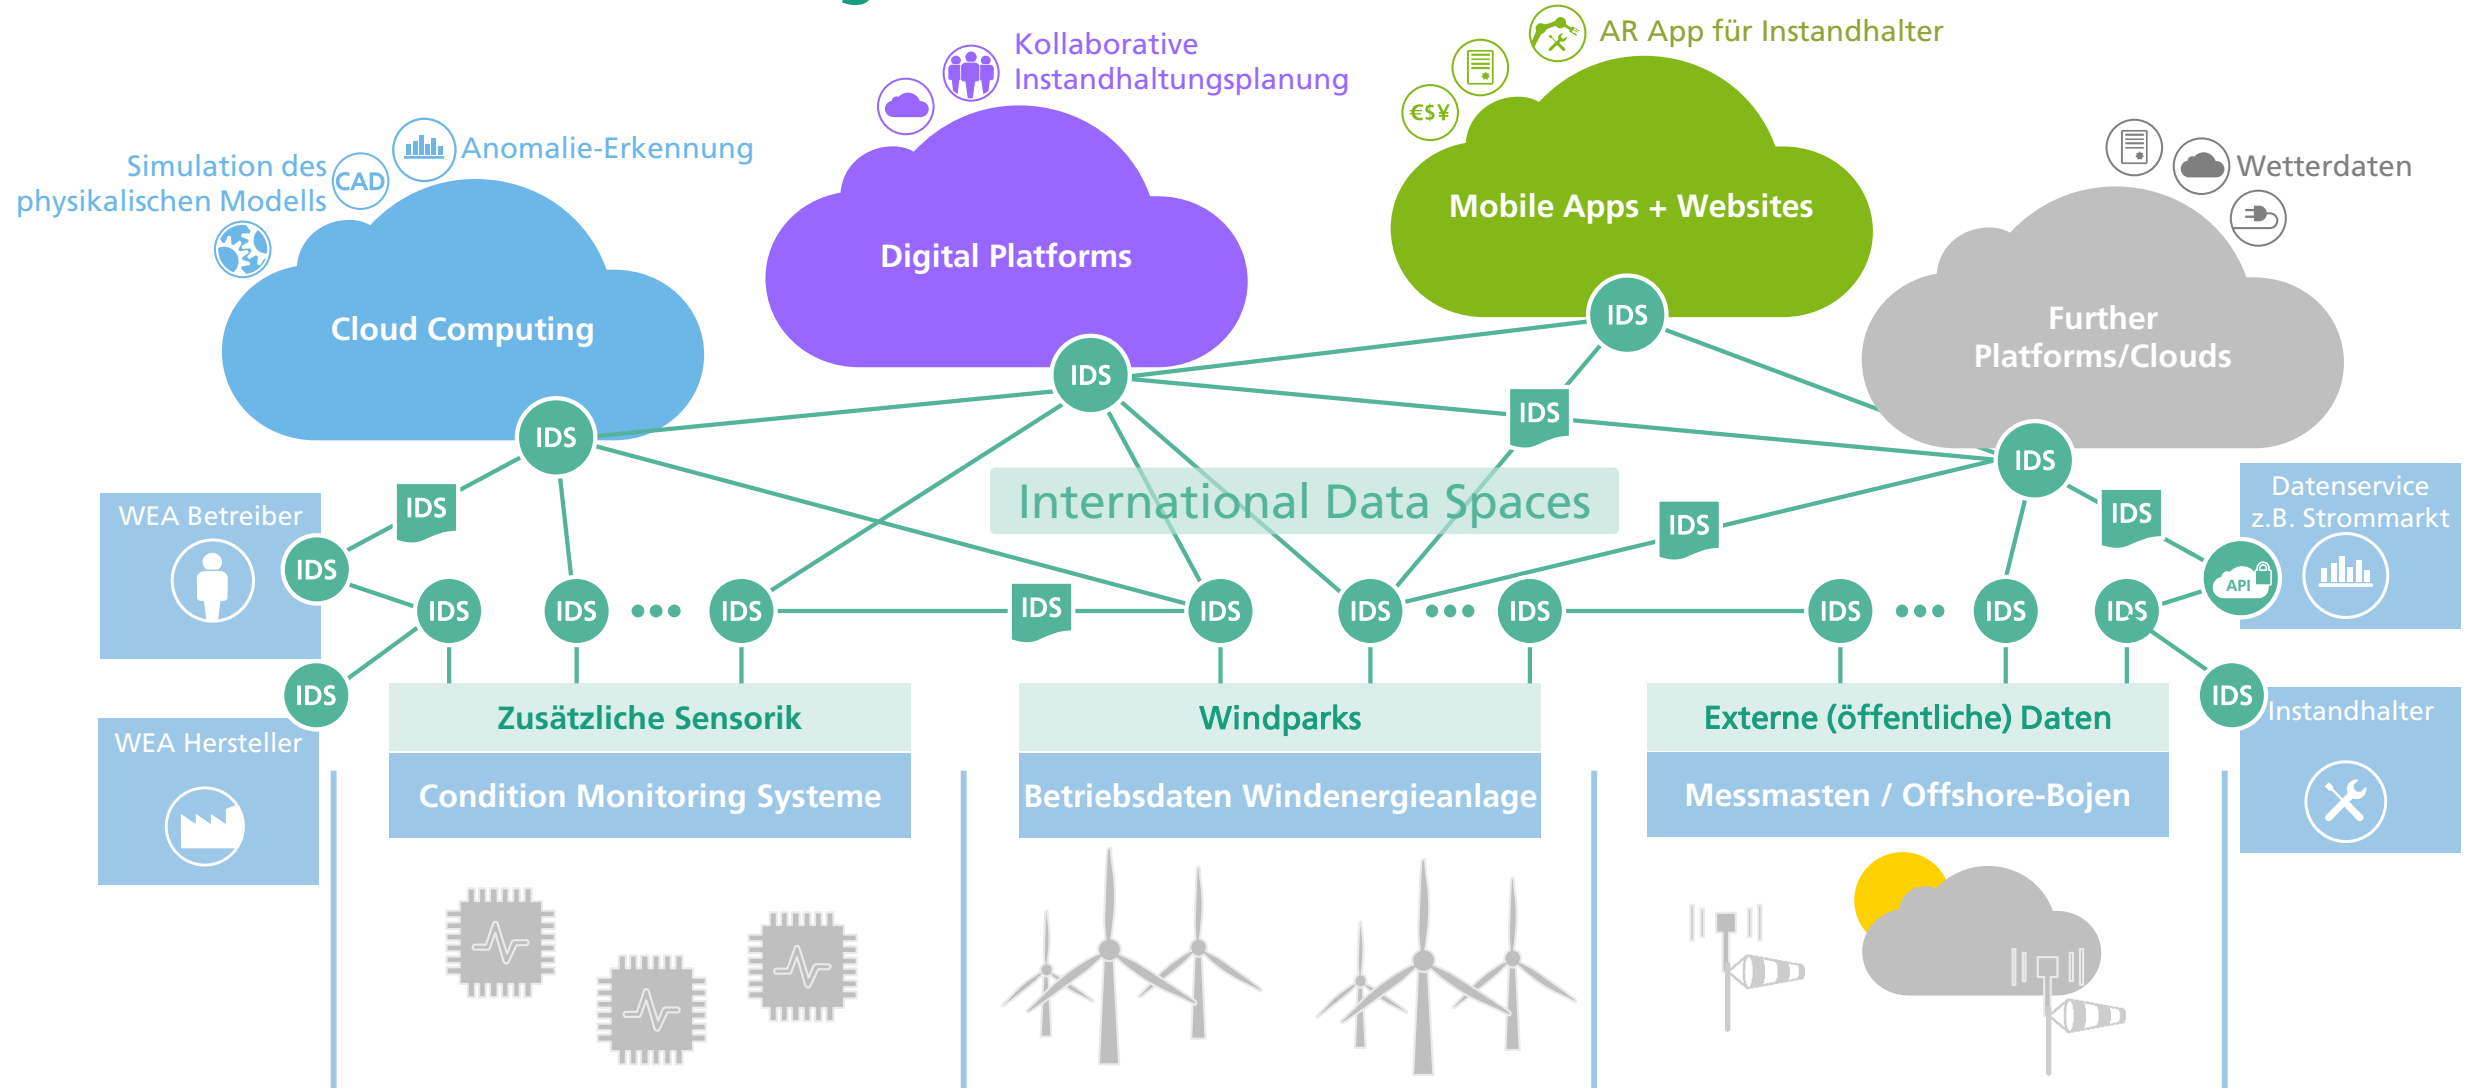 Kollaborative
Instandhaltungsplanung
AR App für Instandhalter
€$¥
Simulation des
physikalischen Modells
CAD
Anomalie-Erkennung
Wetterdaten
Cloud Computing
Digital Platforms
Mobile Apps + Websites
Further
Platforms/Clouds
IDS
IDS
IDS
IDS
IDS
IDS
IDS
IDS
International Data Spaces
WEA Betreiber
Datenservice
z.B. Strommarkt
IDS
API
IDS
IDS
IDS
IDS
IDS
IDS
IDS
IDS
IDS
IDS
IDS
IDS
IDS
WEA Hersteller
Instandhalter
Zusätzliche Sensorik
Windparks
Externe (öffentliche) Daten
Condition Monitoring Systeme
Betriebsdaten Windenergieanlage
Messmasten / Offshore-Bojen